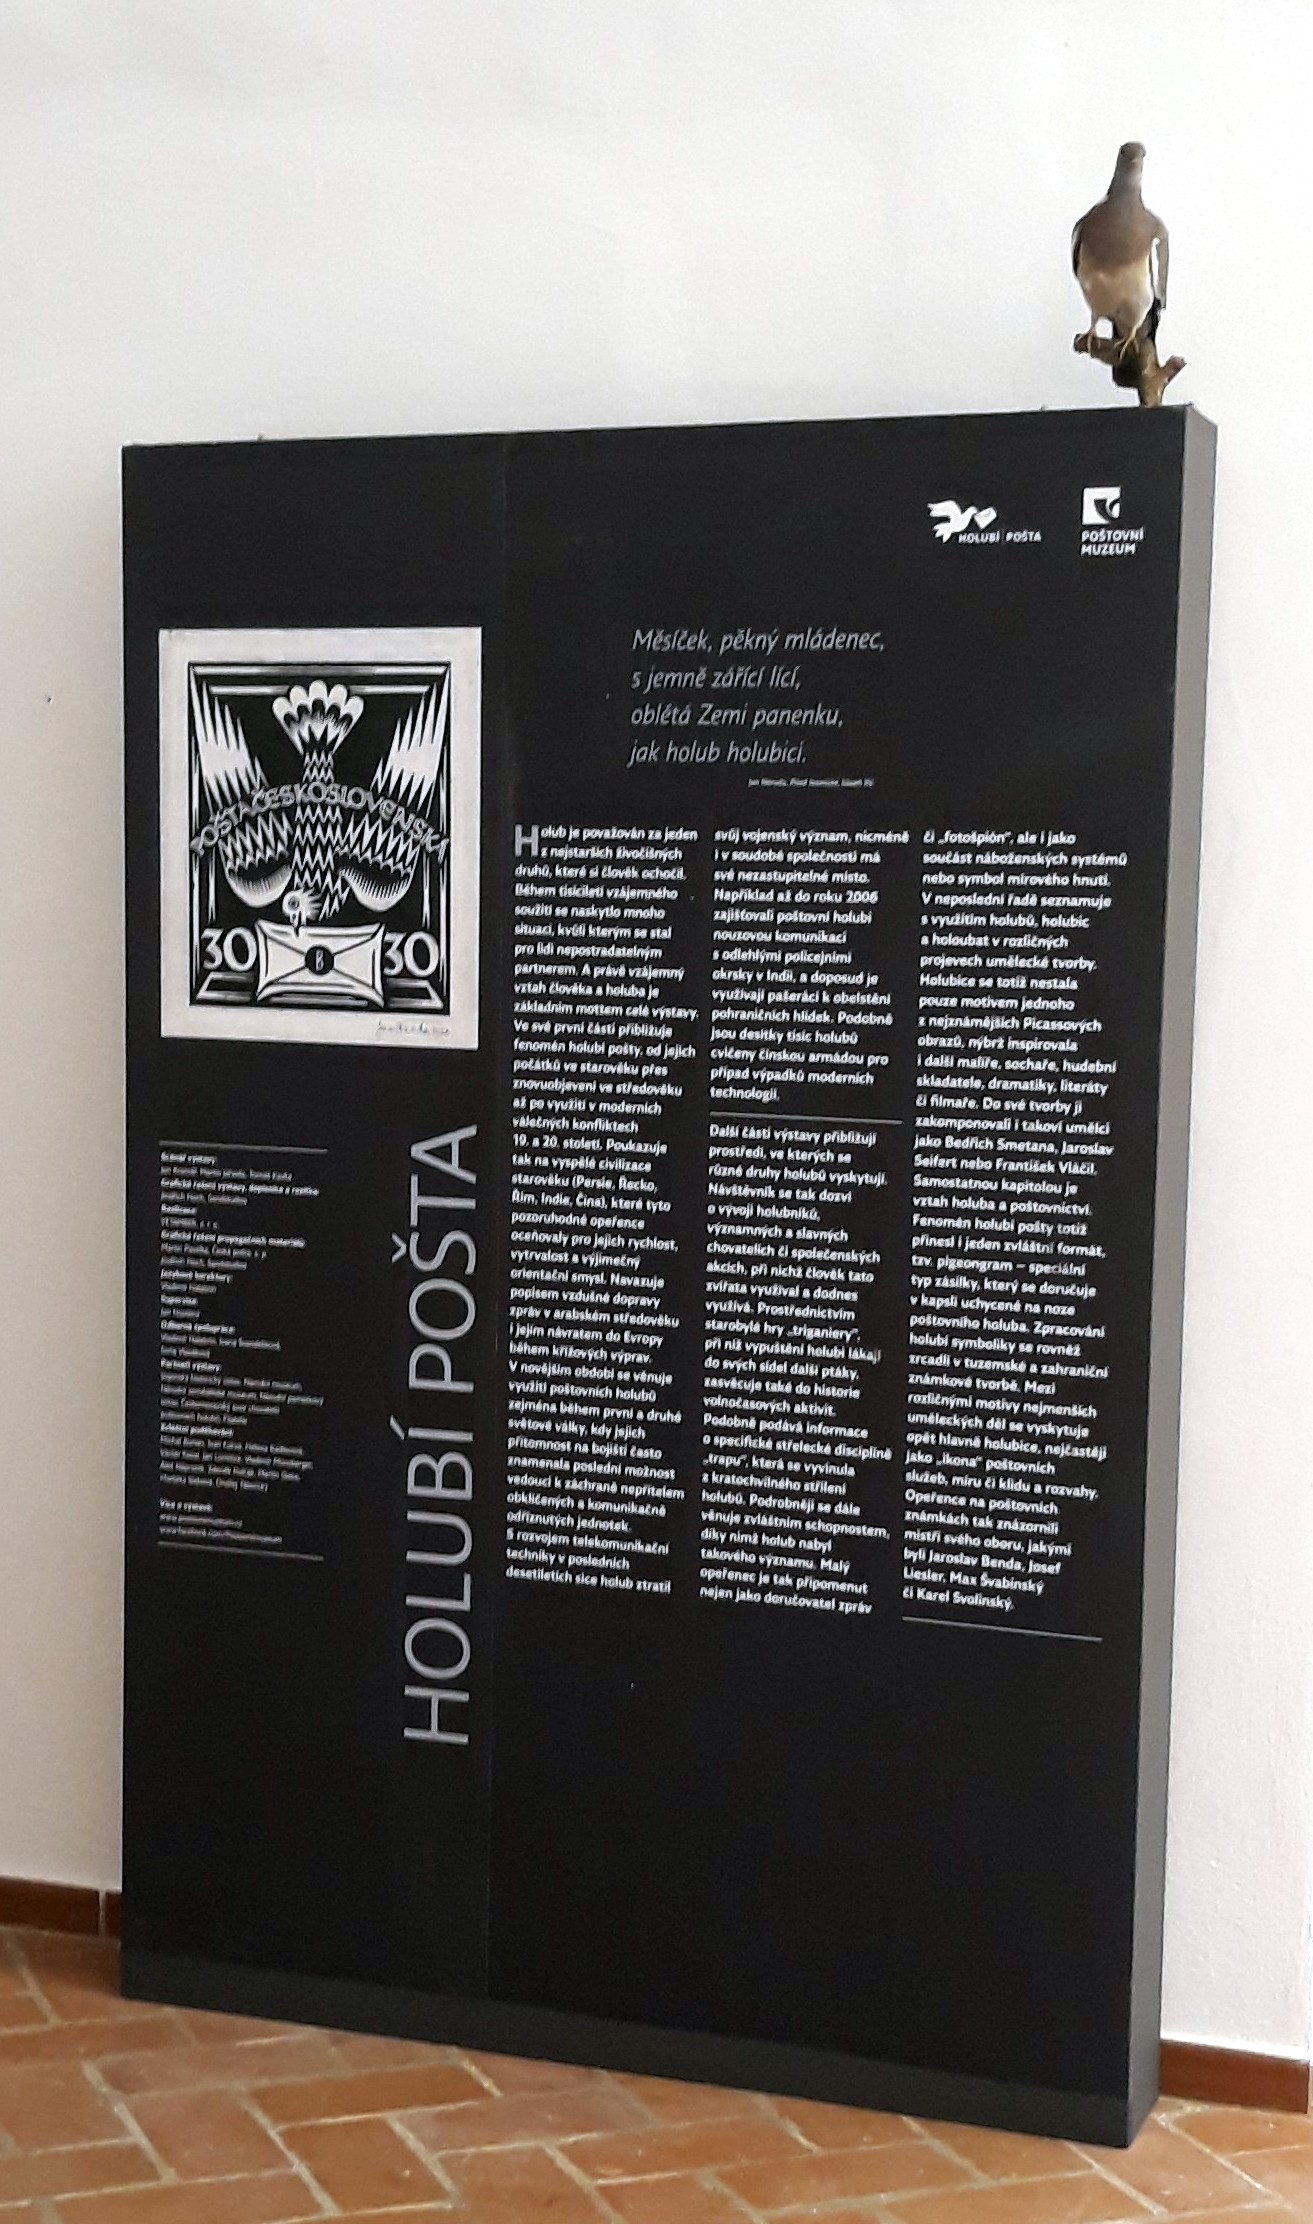 HOLUBÍ POŠTA
POŠTOVNÍ
MUZEUM
POŠTA ČESKOSLOVENSKÁ
30
30
Měsíček, pěkný mládenec,
s jemně zářící lící,
oblétá Zemi panenku,
jak holub holubici.
HOLUBÍ POŠTA
Holub je považován za jeden
z nejstarších živočišných
druhů, které si člověk ochočil.
Během tisíciletí vzájemného
soužití se naskytlo mnoho
situací, kvůli kterým se stal
pro lidi nepostradatelným
partnerem. A právě vzájemný
vztah člověka a holuba je
základním mottem celé výstavy.
Ve své první části přibližuje
fenomén holubí pošty, od jejích
počátků ve starověku přes
znovuobjevení ve středověku
až po využití v moderních
válečných konfliktech
19. a 20. století. Poukazuje
tak na vyspělé civilizace
starověku (Persie, Řecko,
Řím, Indie, Čína), které tyto
pozoruhodné opeřence
oceňovaly pro jejich rychlost,
vytrvalost a výjimečný
orientační smysl. Navazuje
popisem vzdušné dopravy
zpráv v arabském středověku
i jejím návratem do Evropy
během křížových výprav.
V novějším období se věnuje
využití poštovních holubů
zejména během první a druhé
světové války, kdy jejich
přítomnost na bojišti často
znamenala poslední možnost
vedoucí k záchraně nepřítelem
obklíčených a komunikačně
odříznutých jednotek.
S rozvojem telekomunikační
techniky v posledních
desetiletích sice holub ztratil
svůj vojenský význam, nicméně
i v soudobé společnosti má
své nezastupitelné místo.
Například až do roku 2006
zajišťovali poštovní holubi
nouzovou komunikaci
s odlehlými policejními
okrsky v Indii, a doposud je
využívají pašeráci k obelstění
pohraničních hlídek. Podobně
jsou desítky tisíc holubů
cvičeny čínskou armádou pro
případ výpadků moderních
technologií.
Další části výstavy přibližují
prostředí, ve kterých se
různé druhy holubů vyskytují.
Návštěvník se tak dozví
o vývoji holubníků,
významných a slavných
chovatelích či společenských
akcích, při nichž člověk tato
zvířata využíval a dodnes
využívá. Prostřednictvím
starobylé hry „triganiery“,
při níž vypuštění holubi lákají
do svých sídel další ptáky,
zasvěcuje také do historie
volnočasových aktivit.
Podobně podává informace
o specifické střelecké disciplíně
„trapu“, která se vyvinula
z kratochvilného střílení
holubů. Podrobněji se dále
věnuje zvláštním schopnostem,
díky nimž holub nabyl
takového významu. Malý
opeřenec je tak připomenut
nejen jako doručovatel zpráv
či „fotošpión“, ale i jako
součást náboženských systémů
nebo symbol mírového hnutí.
V neposlední řadě seznamuje
s využitím holubů, holubic
a holoubat v rozličných
projevech umělecké tvorby.
Holubice se totiž nestala
pouze motivem jednoho
z nejznámějších Picassových
obrazů, nýbrž inspirovala
i další malíře, sochaře, hudební
skladatele, dramatiky, literáty
či filmaře. Do své tvorby ji
zakomponovali i takoví umělci
jako Bedřich Smetana, Jaroslav
Seifert nebo František Vláčil.
Samostatnou kapitolou je
vztah holuba a poštovnictví.
Fenomén holubí pošty totiž
přinesl i jeden zvláštní formát,
tzv. pigeongram – speciální
typ zásilky, který se doručuje
v kapsli uchycené na noze
poštovního holuba. Zpracování
holubí symboliky se rovněž
zrcadlí v tuzemské a zahraniční
známkové tvorbě. Mezi
rozličnými motivy nejmenších
uměleckých děl se vyskytuje
opět hlavně holubice, nejčastěji
jako „ikona“ poštovních
služeb, míru či klidu a rozvahy.
Opeřence na poštovních
známkách tak znázornili
mistři svého oboru, jakými
byli Jaroslav Benda, Josef
Liesler, Max Švabinský
či Karel Svolinský.